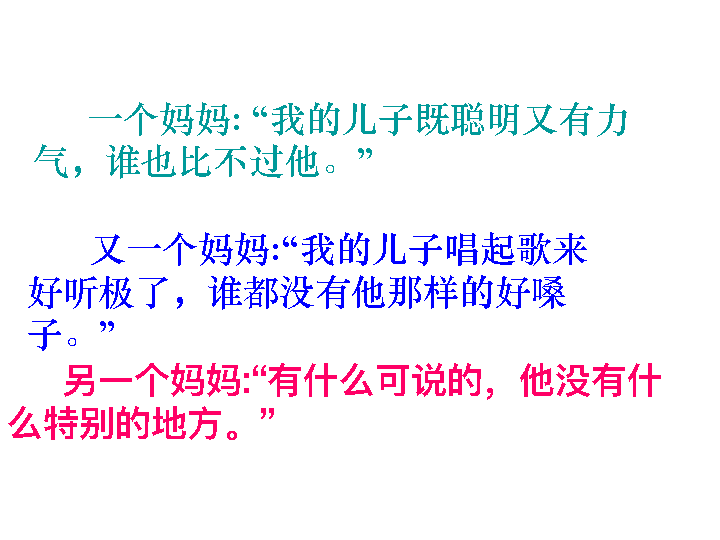 一个妈妈: “我的儿子既聪明又有力
气，谁也比不过他。”
又一个妈妈:“我的儿子唱起歌来
好听极了，谁都没有他那样的好嗓
子。”
另一个妈妈:“有什么可说的，他没有什
么特别的地方。”